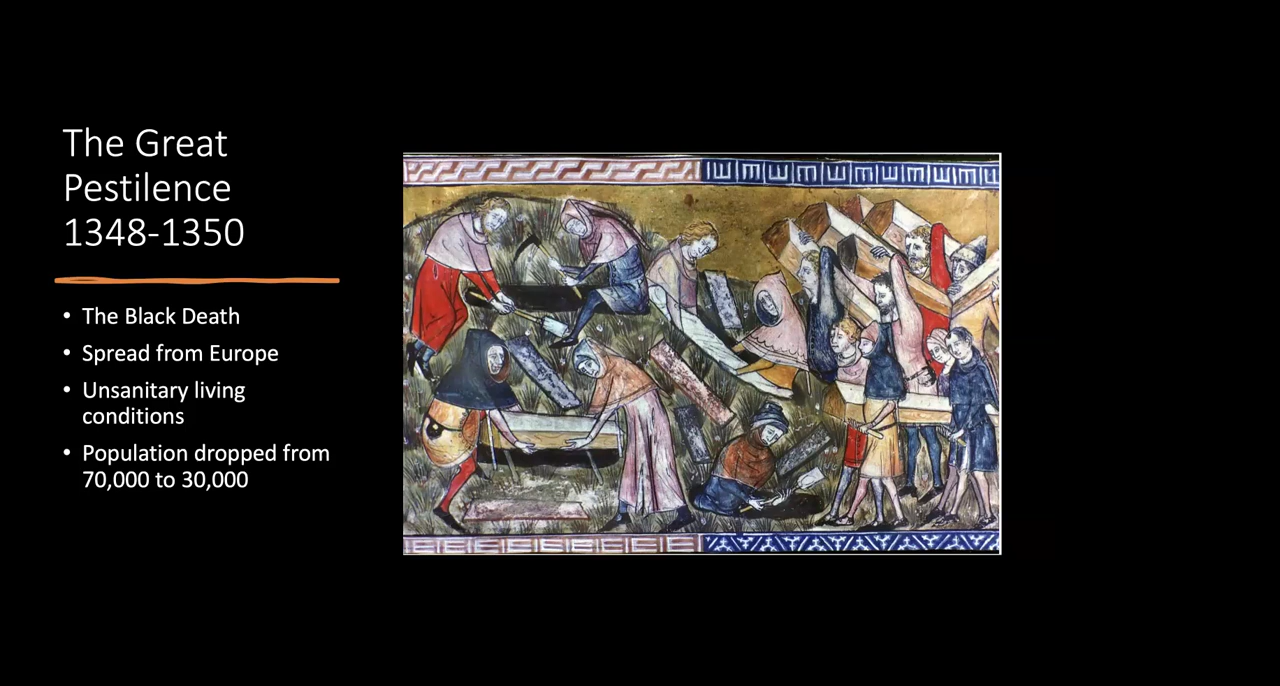 The Great
Pestilence
1348-1350
• The Black Death
• Spread from Europe
• Unsanitary living
conditions
• Population dropped from
70,000 to 30,000